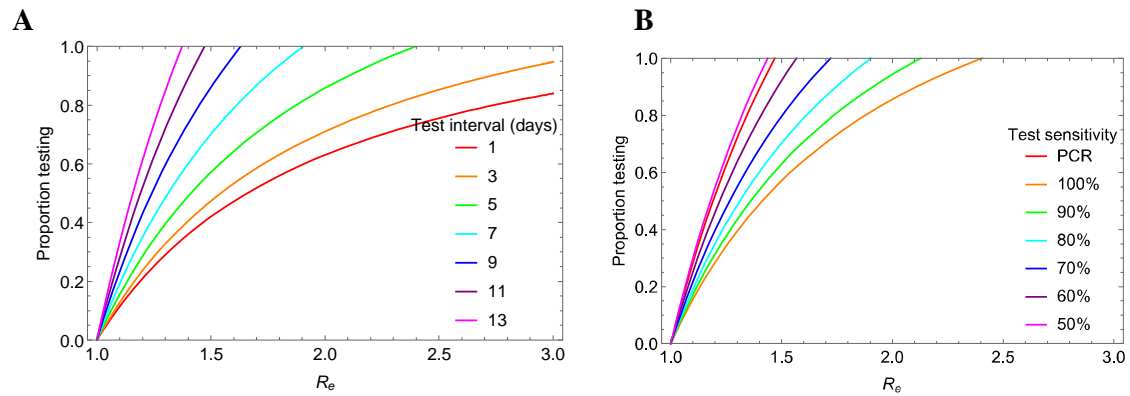 A
Proportion testing
1.0
0.8
0.6
0.4
0.2
0.0
1.0 1.5 2.0 2.5 3.0
Re
Test interval (days)
1
3
5
7
9
11
13
B
Proportion testing
1.0
0.8
0.6
0.4
0.2
0.0
1.0 1.5 2.0 2.5 3.0
Re
Test sensitivity
PCR
100%
90%
80%
70%
60%
50%